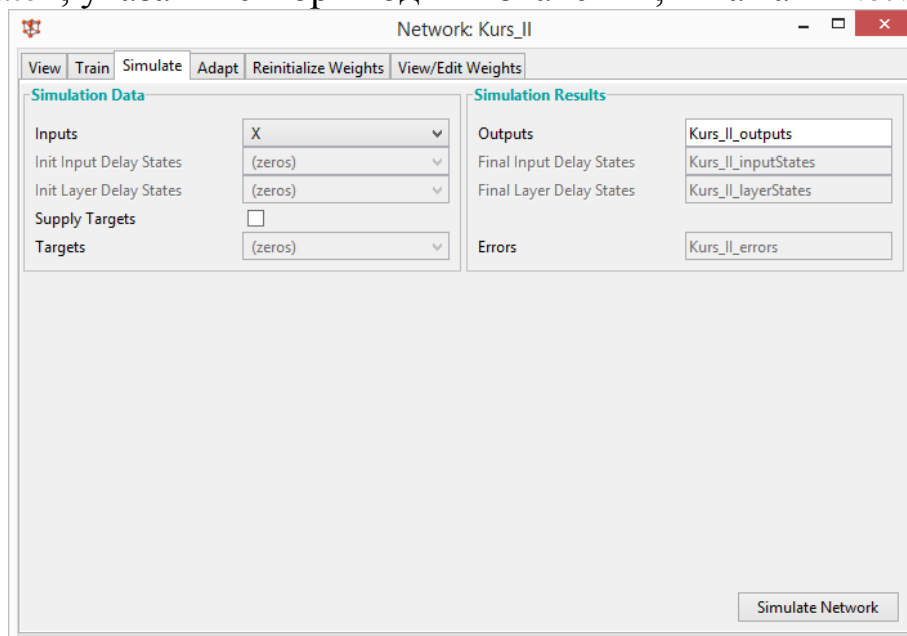 Network: Kurs_II
View Train Simulate Adapt Reinitialize Weights View/Edit Weights
Simulation Data
Inputs X
Init Input Delay States (zeros)
Init Layer Delay States (zeros)
Supply Targets
Targets (zeros)
Simulation Results
Outputs Kurs_II_outputs
Final Input Delay States Kurs_II_inputStates
Final Layer Delay States Kurs_II_layerStates
Errors Kurs_II_errors
Simulate Network